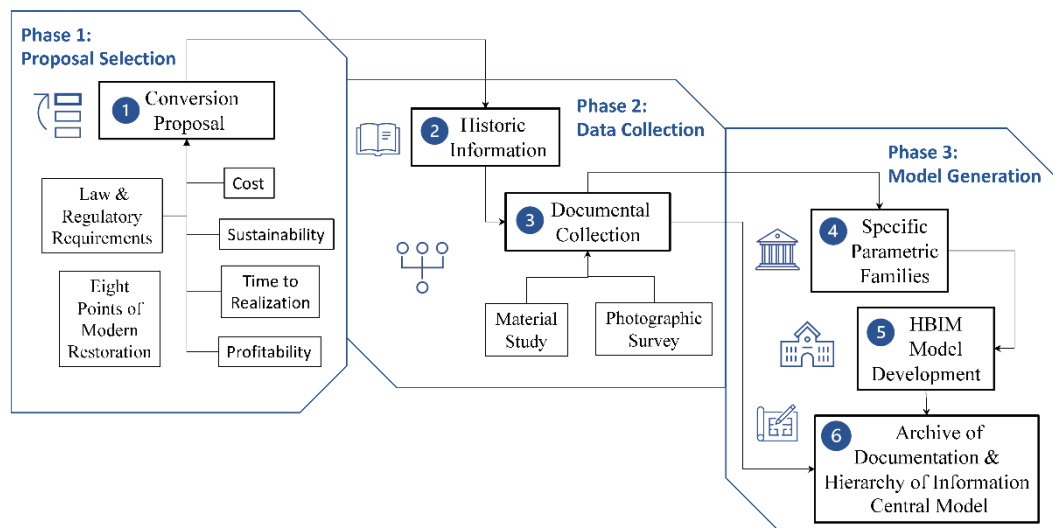 Phase 1:
Proposal Selection
1
Conversion
Proposal
Law &
Regulatory
Requirements
Eight
Points of
Modern
Restoration
Cost
Sustainability
Time to
Realization
Profitability
Phase 2:
Data Collection
2
Historic
Information
3
Documental
Collection
Material
Study
Photographic
Survey
Phase 3:
Model Generation
4
Specific
Parametric
Families
5
HBIM
Model
Development
6
Archive of
Documentation &
Hierarchy of Information
Central Model